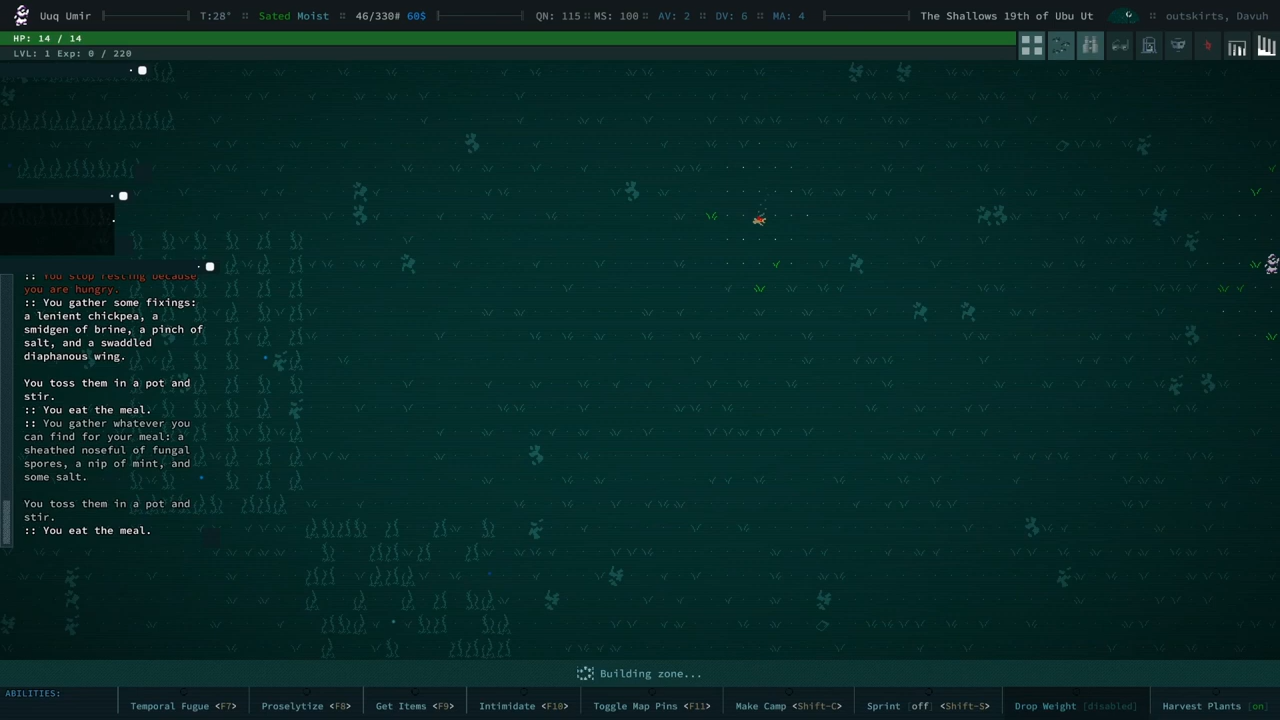 Uuq Umir T:28° Sated Moist 46/330# 60$ QN: 115 MS: 100 AV: 2 DV: 6 MA: 4 The Shallows 19th of Ubu Ut outskirts, Davuh
HP: 14 / 14
LVL: 1 Exp: 0 / 220
:: You stop resting because
you are hungry.
:: You gather some fixings:
a lenient chickpea, a
smidgen of brine, a pinch of
salt, and a swaddled
diaphanous wing.
You toss them in a pot and
stir.
:: You eat the meal.
:: You gather whatever you
can find for your meal: a
sheathed noseful of fungal
spores, a nip of mint, and
some salt.
You toss them in a pot and
stir.
:: You eat the meal.
Building zone...
ABILITIES:
Temporal Fugue <F7> Proselytize <F8> Get Items <F9> Intimidate <F10> Toggle Map Pins <F11> Make Camp <Shift-C> Sprint [off] <Shift-S> Drop Weight [disabled] Harvest Plants [on]